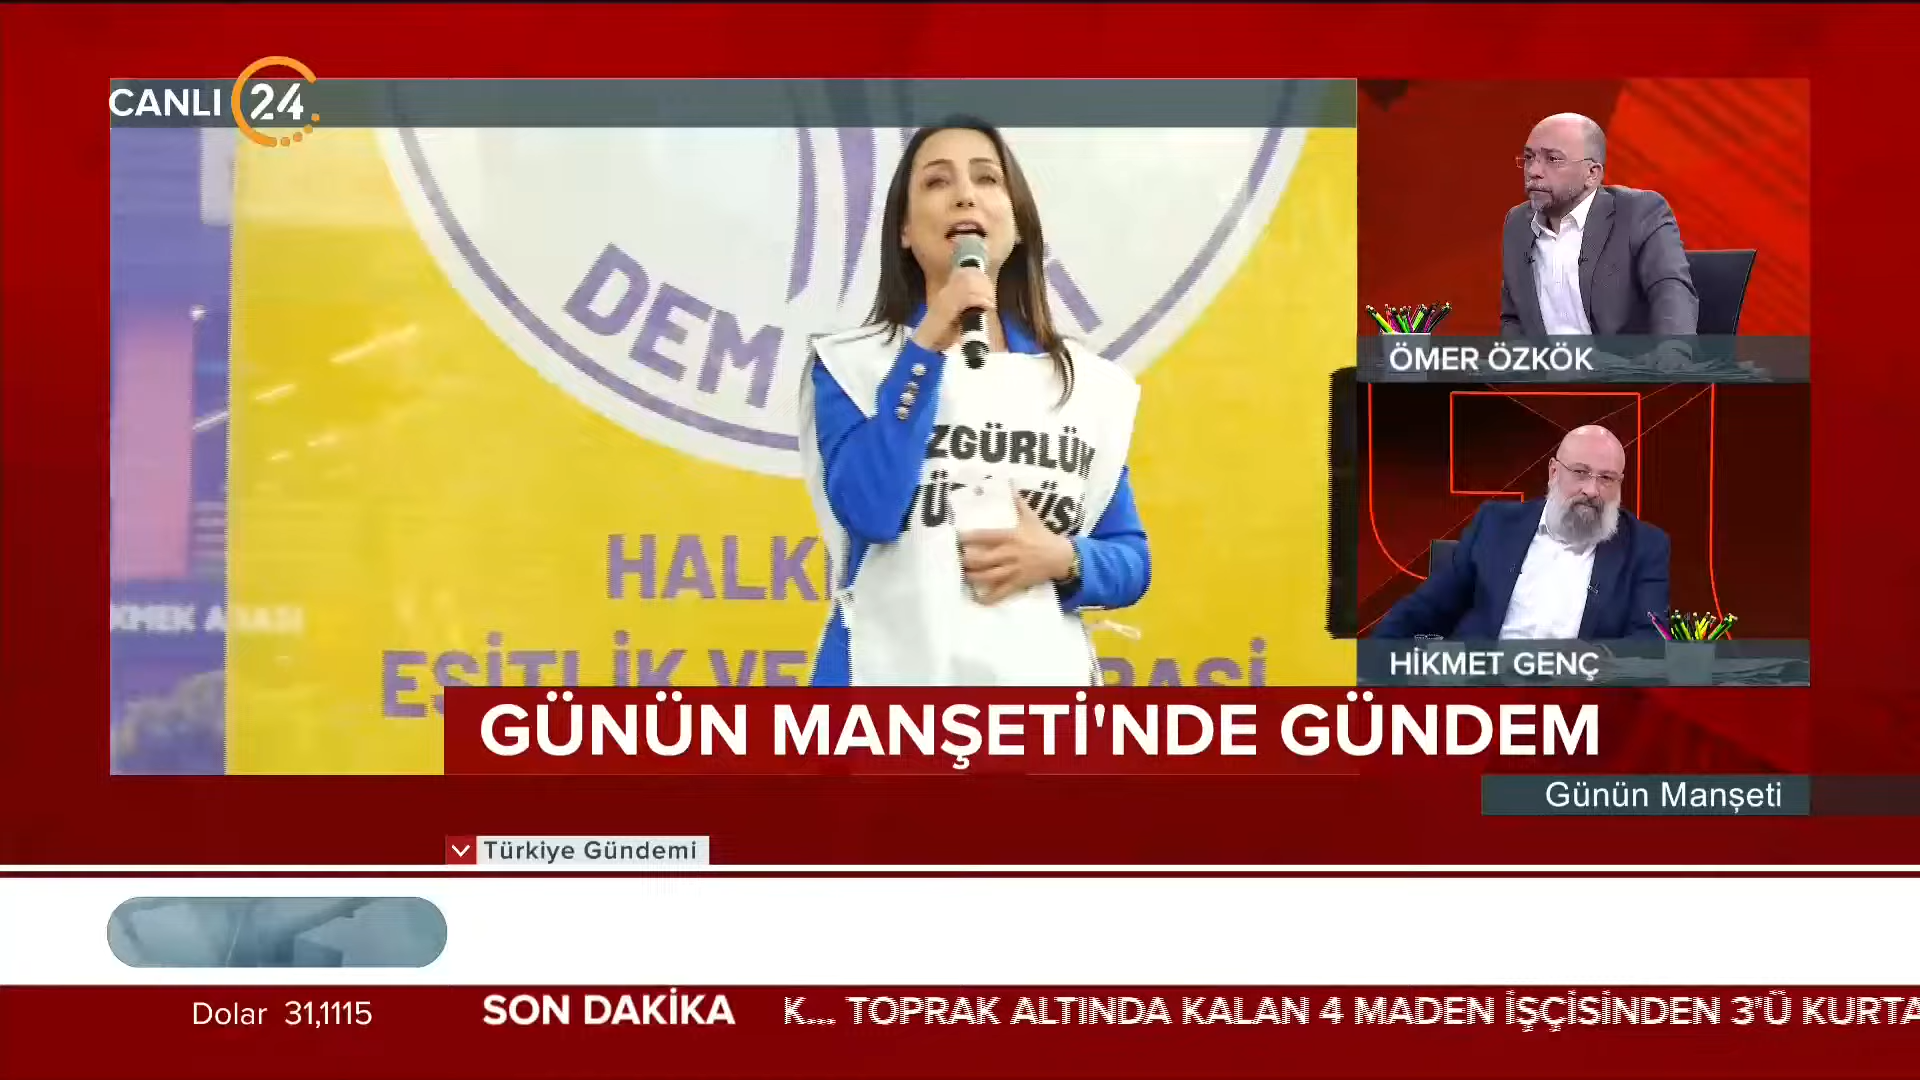 CANLI 24
DEM
ZGÜRLÜK
HALK
EŞİTLİK VE
ÖMER ÖZKÖK
HİKMET GENÇ
GÜNÜN MANŞETİ'NDE GÜNDEM
Günün Manşeti
Türkiye Gündemi
Dolar 31,1115
SON DAKİKA K... TOPRAK ALTINDA KALAN 4 MADEN İŞÇİSİNDEN 3'Ü KURTA